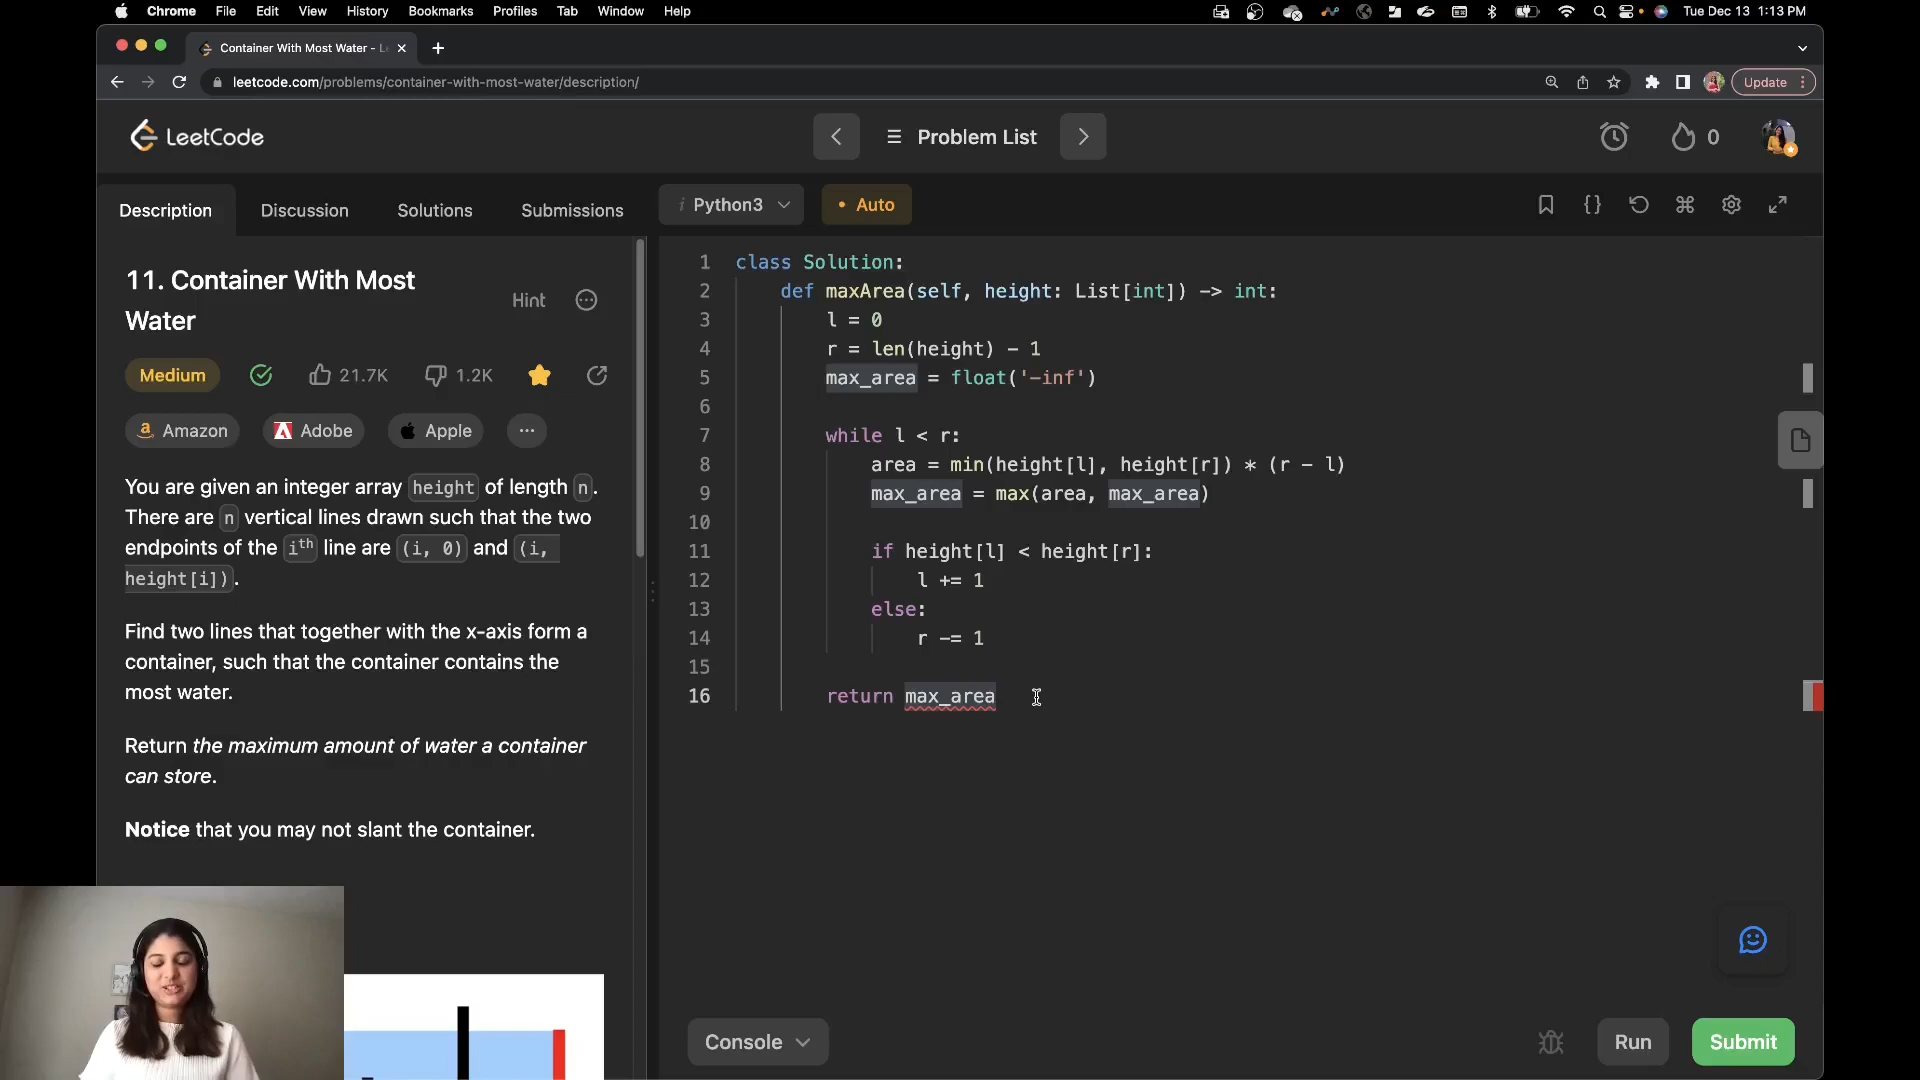 Chrome File Edit View History Bookmarks Profiles Tab Window Help Tue Dec 13 1:13 PM
Container With Most Water - L
leetcode.com/problems/container-with-most-water/description/ Update
LeetCode Problem List 0
Description Discussion Solutions Submissions Python3 • Auto
11. Container With Most
Water
Hint
Medium 21.7K 1.2K
Amazon Adobe Apple ...
You are given an integer array height of length n.
There are n vertical lines drawn such that the two
endpoints of the ith line are (i, 0) and (i,
height[i]).
Find two lines that together with the x-axis form a
container, such that the container contains the
most water.
Return the maximum amount of water a container
can store.
Notice that you may not slant the container.
1 class Solution:
2 def maxArea(self, height: List[int]) -> int:
3 l = 0
4 r = len(height) - 1
5 max_area = float('-inf')
6
7 while l < r:
8 area = min(height[l], height[r]) * (r - l)
9 max_area = max(area, max_area)
10
11 if height[l] < height[r]:
12 l += 1
13 else:
14 r -= 1
15
16 return max_area
Console Run Submit